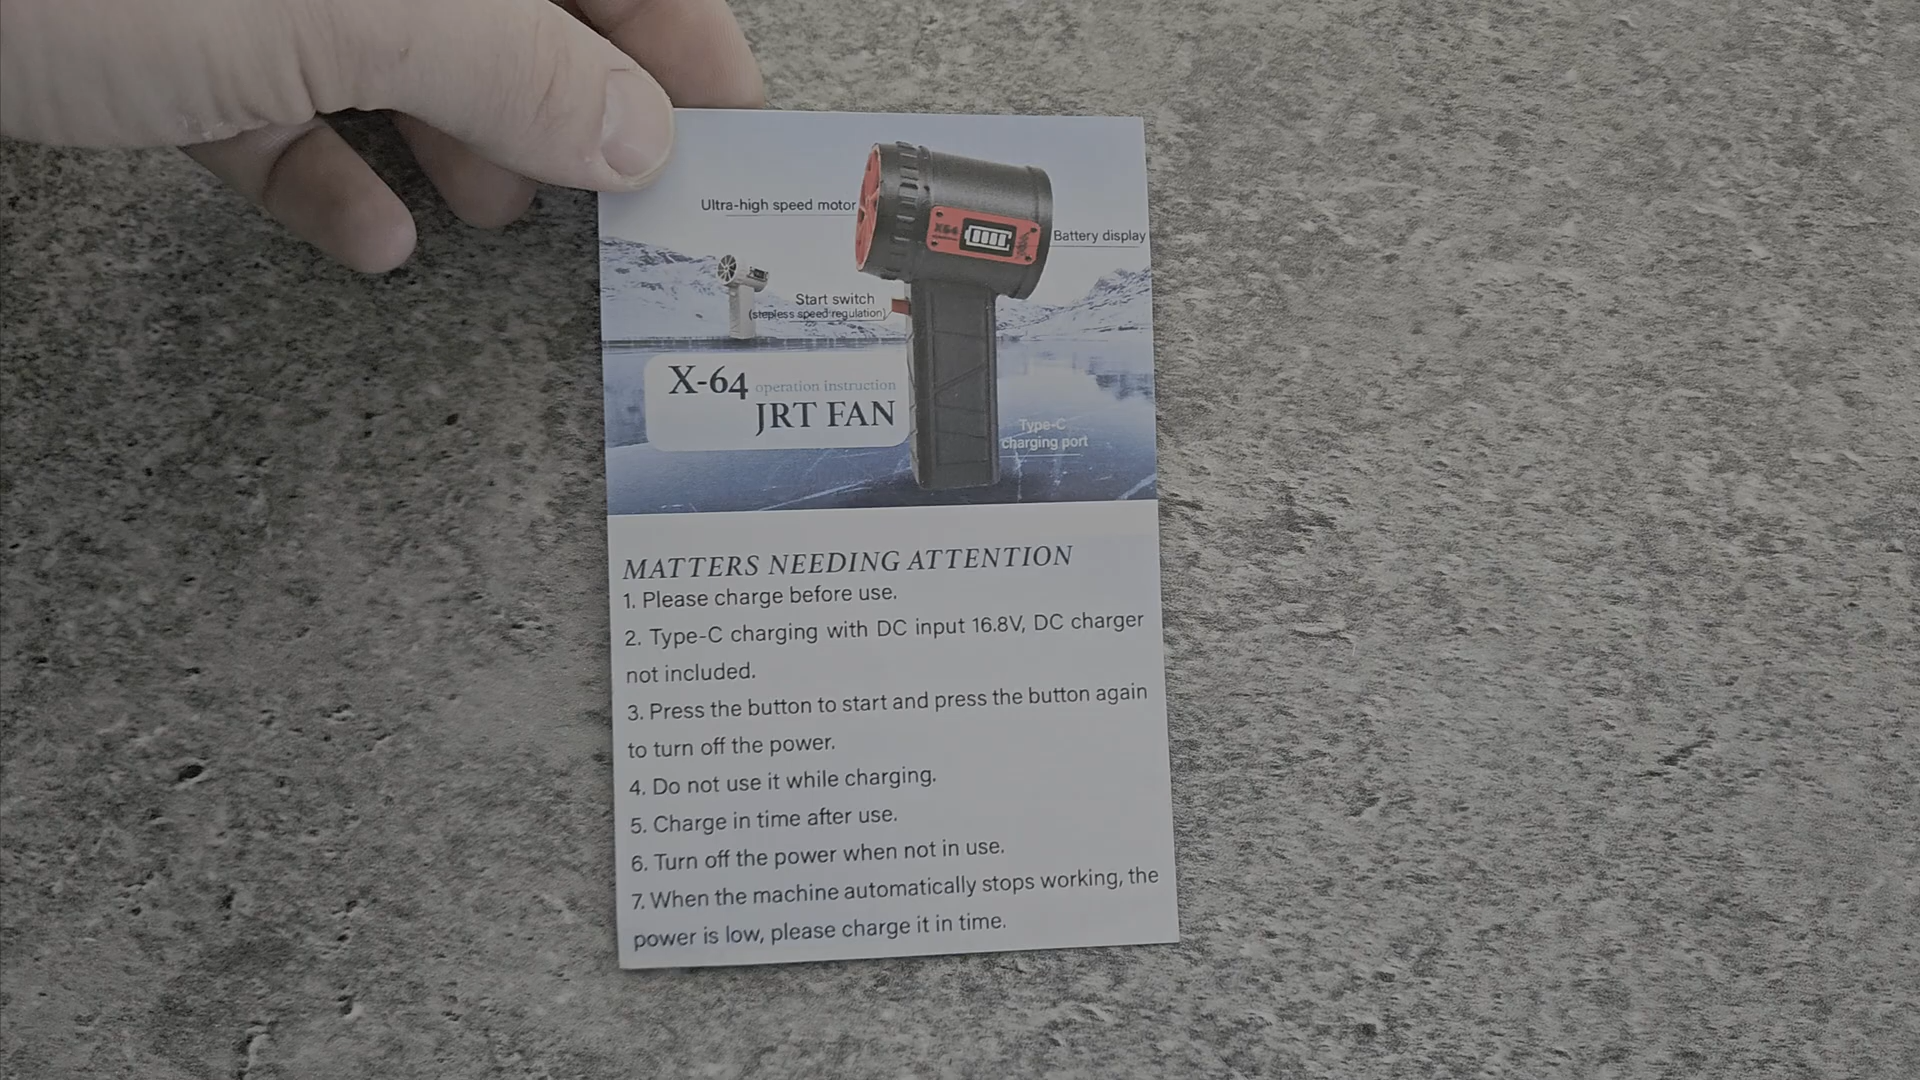 Ultra-high speed motor
X64
Battery display
Start switch
(stepless speed regulation)
X-64 operation instruction
JRT FAN
Type-C
charging port
MATTERS NEEDING ATTENTION
1. Please charge before use.
2. Type-C charging with DC input 16.8V, DC charger
not included.
3. Press the button to start and press the button again
to turn off the power.
4. Do not use it while charging.
5. Charge in time after use.
6. Turn off the power when not in use.
7. When the machine automatically stops working, the
power is low, please charge it in time.